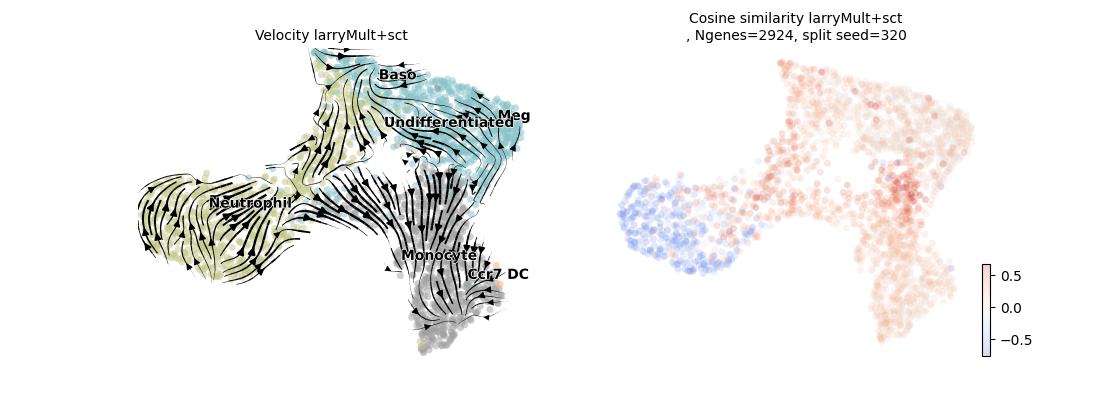 Velocity larryMult+sct
Baso
Meg
Undifferentiated
Neutrophil
Monocyte
Ccr7 DC
Cosine similarity larryMult+sct
, Ngenes=2924, split seed=320
0.5
0.0
−0.5